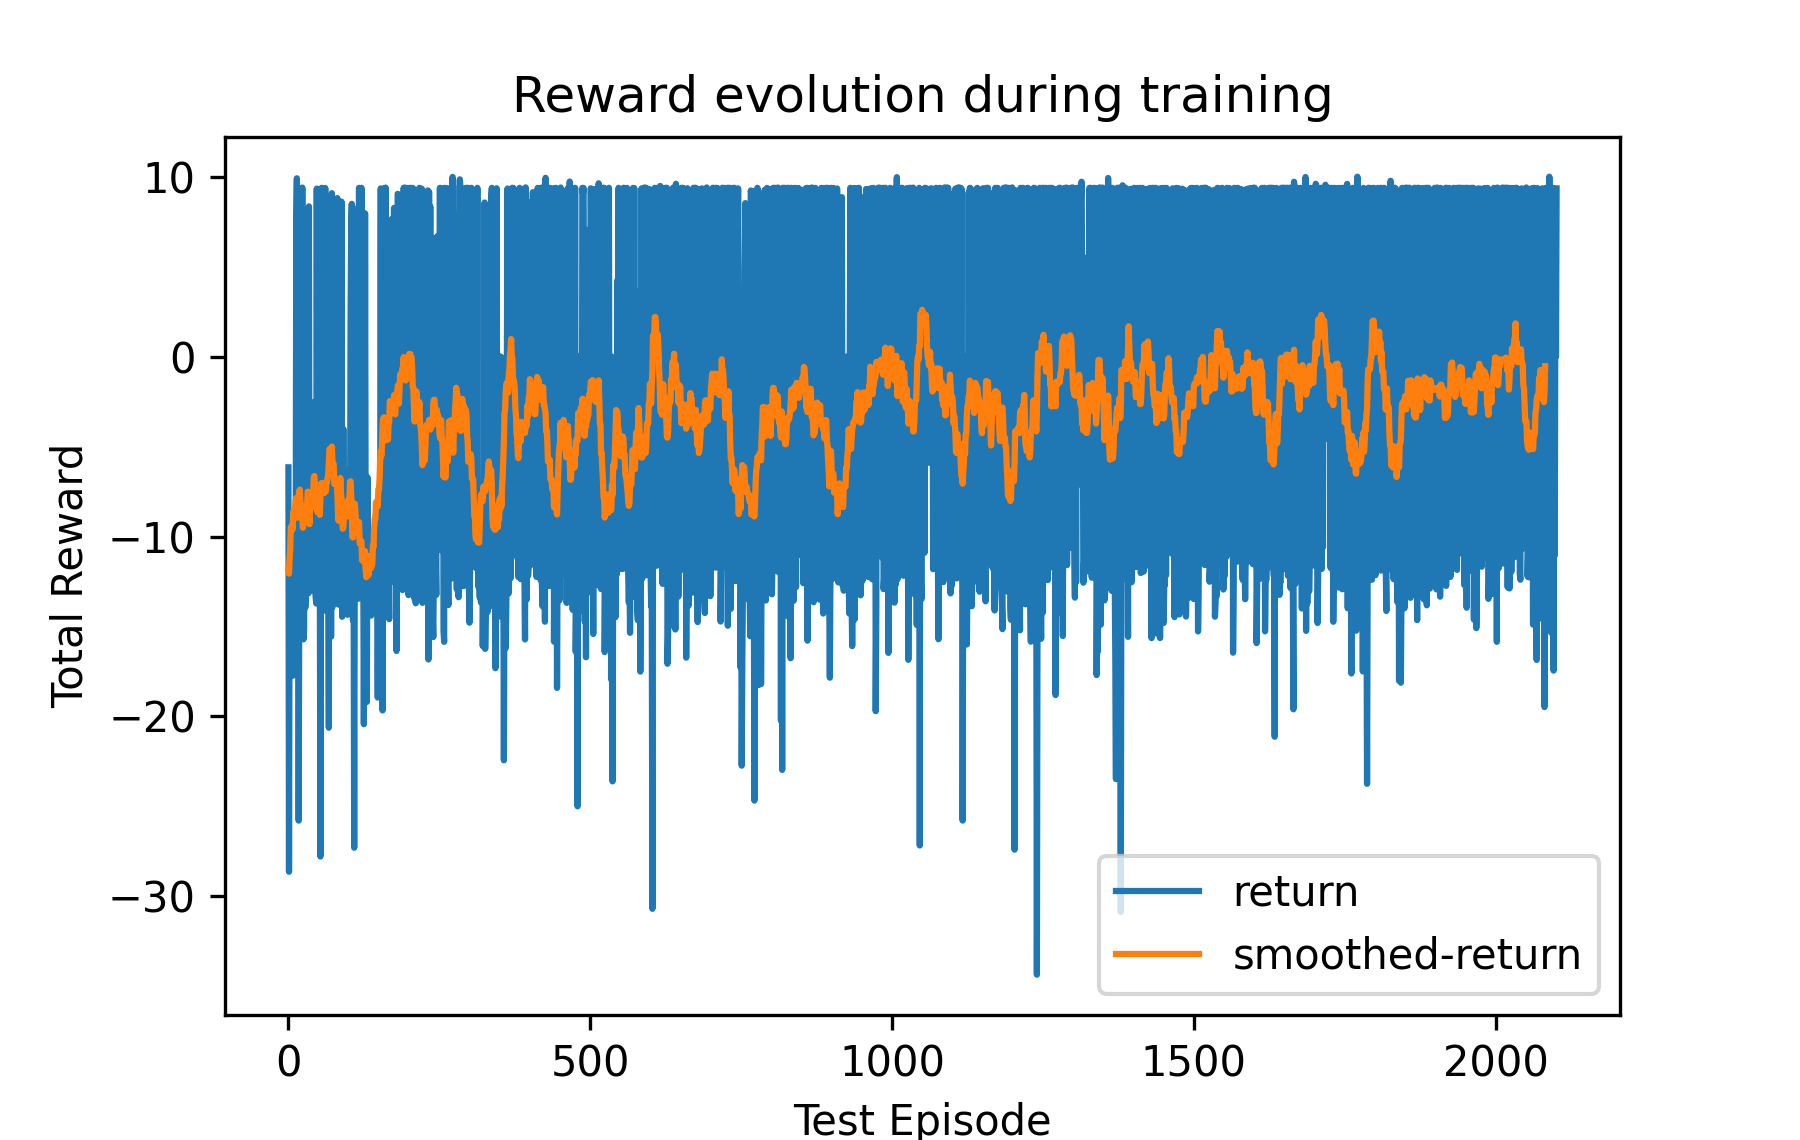 Reward evolution during training
10
0
−10
−20
−30
Total Reward
0 500 1000 1500 2000
Test Episode
return
smoothed-return